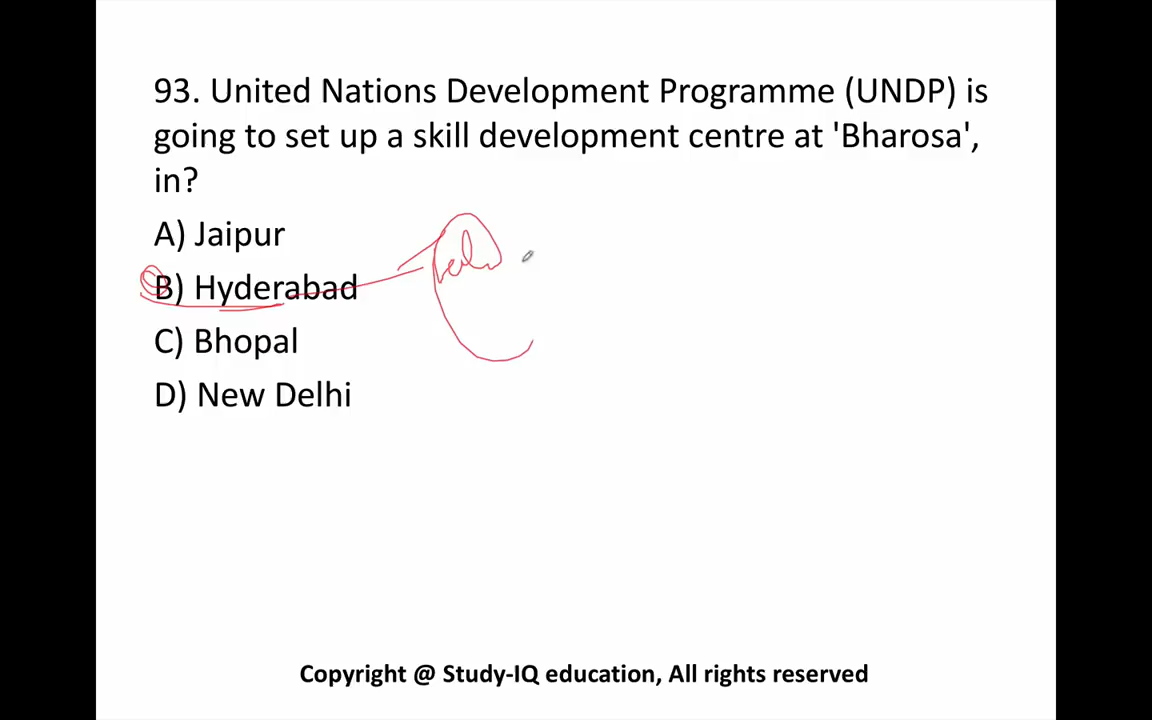 93. United Nations Development Programme (UNDP) is
going to set up a skill development centre at 'Bharosa',
in?
A) Jaipur
B) Hyderabad
C) Bhopal
D) New Delhi
Copyright @ Study-IQ education, All rights reserved